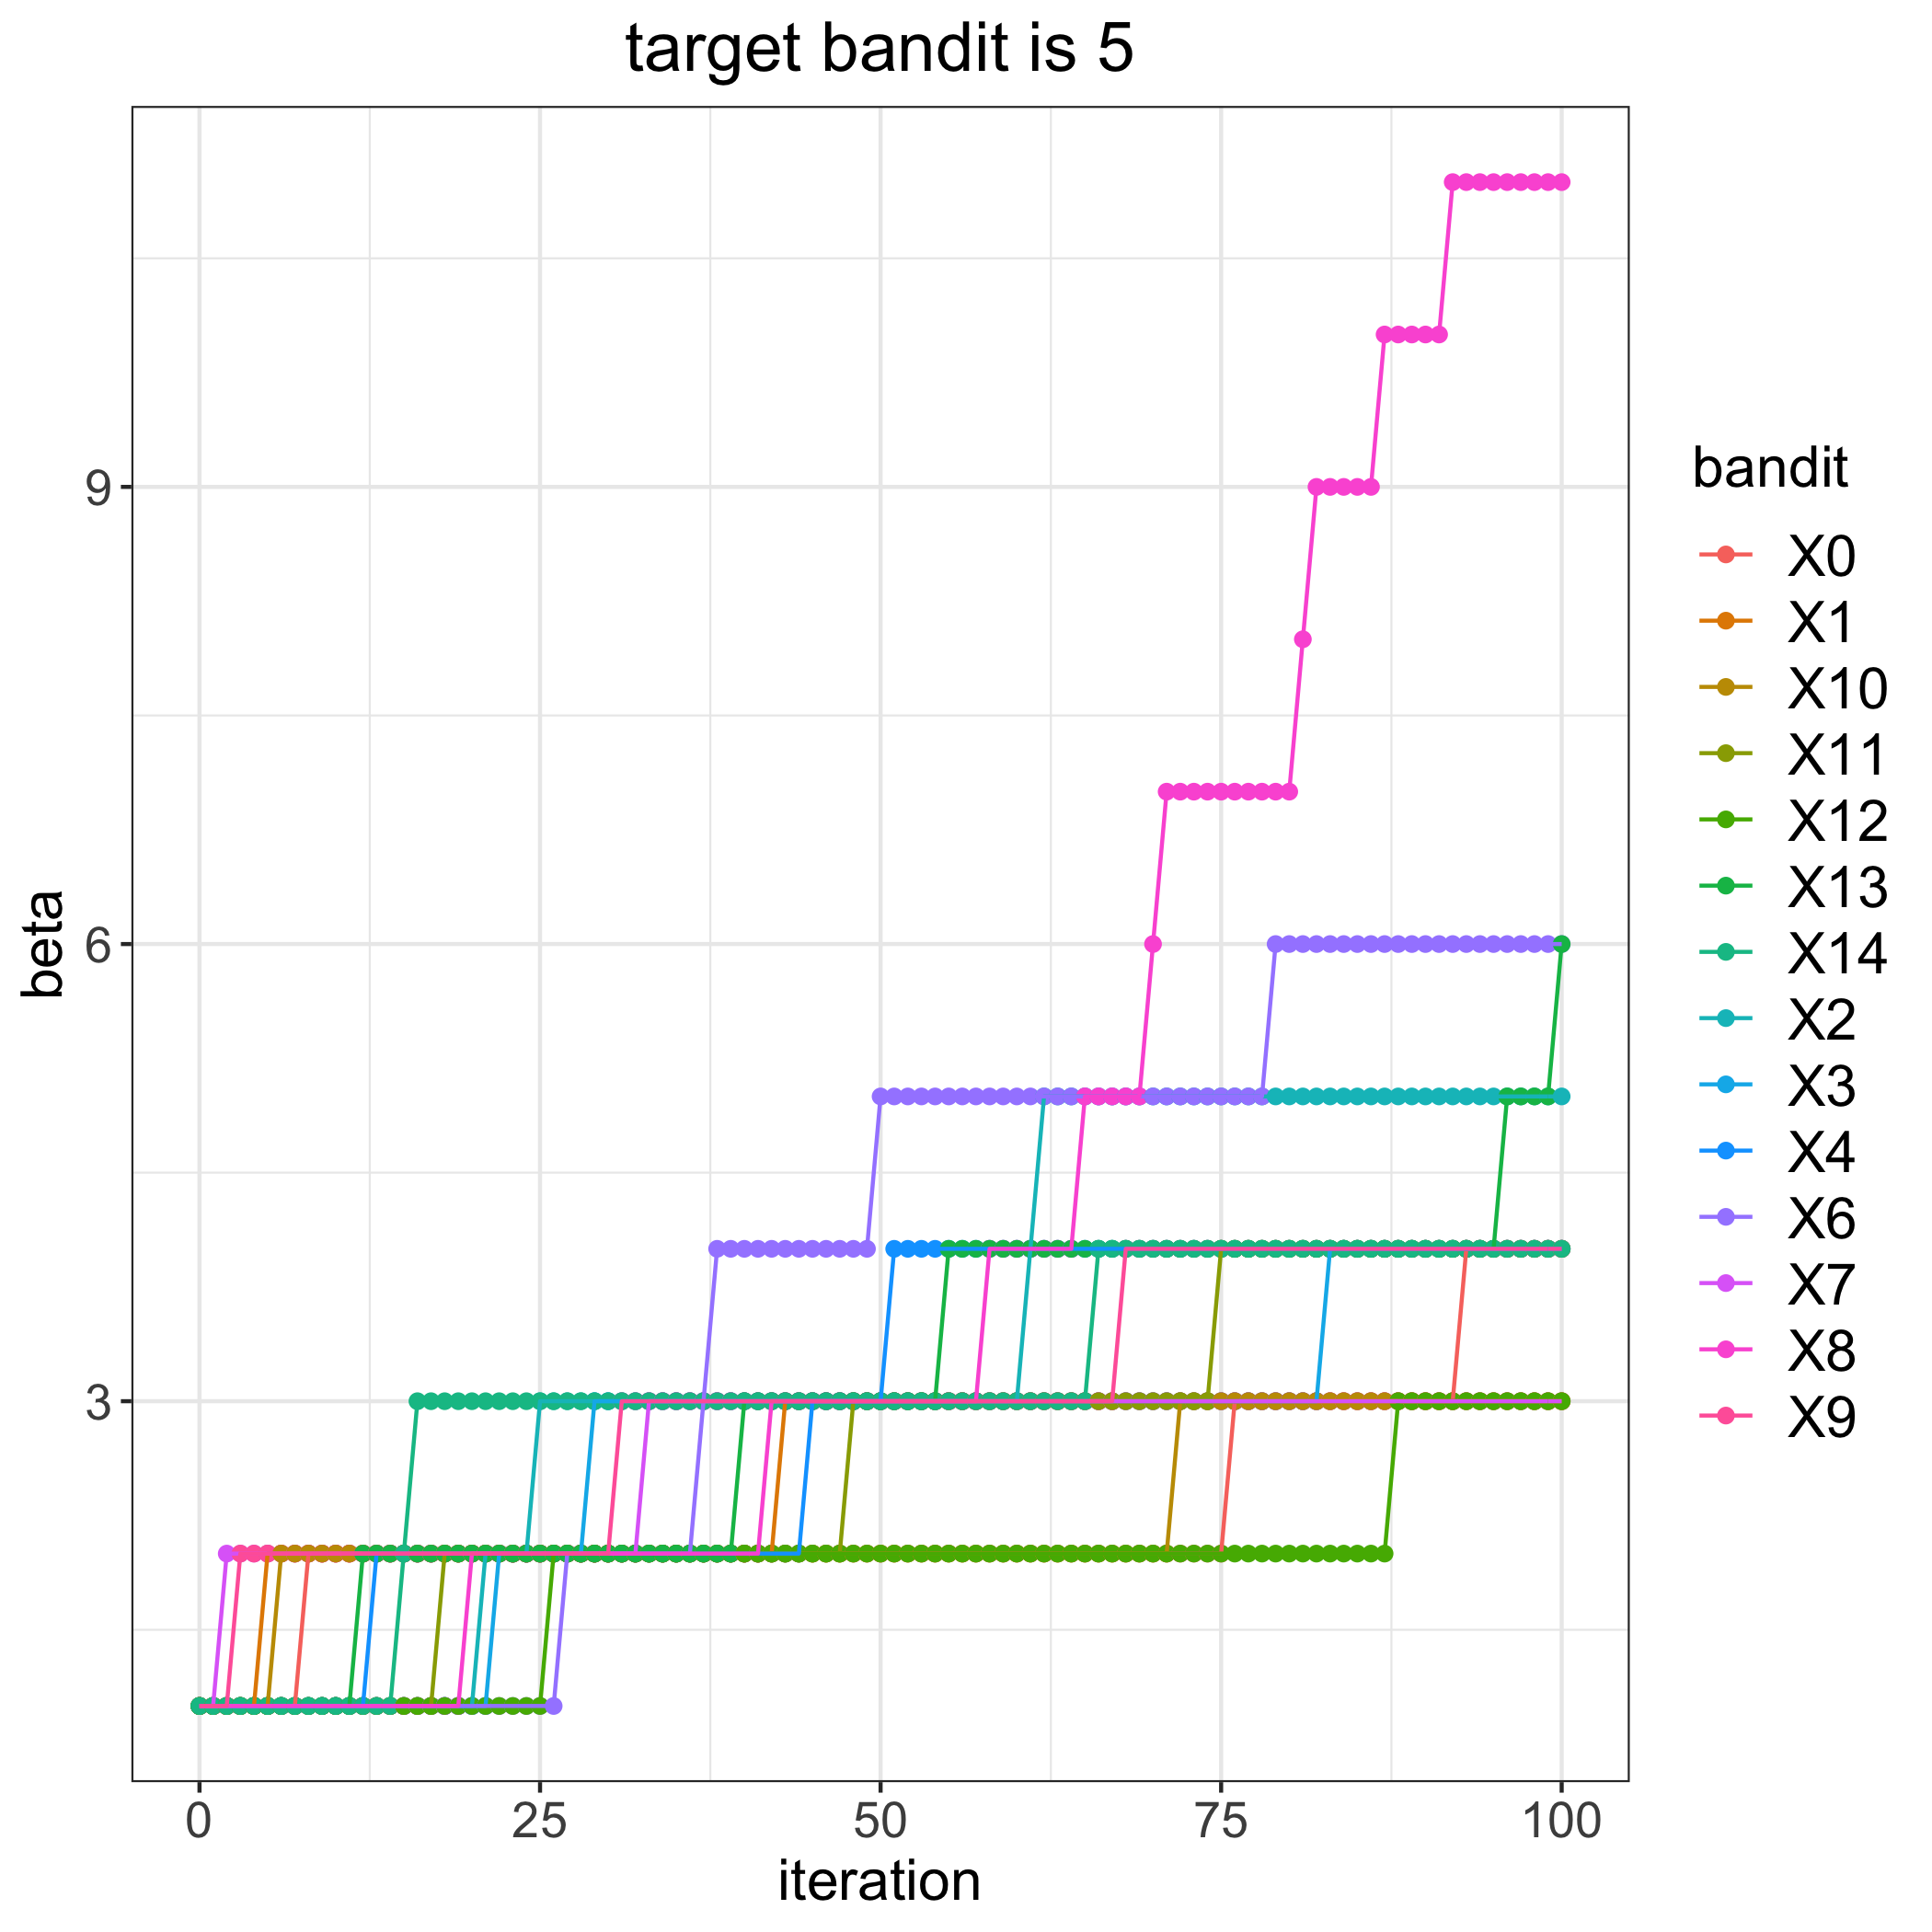 target bandit is 5
9
6
3
beta
0 25 50 75 100
iteration
bandit
X0
X1
X10
X11
X12
X13
X14
X2
X3
X4
X6
X7
X8
X9